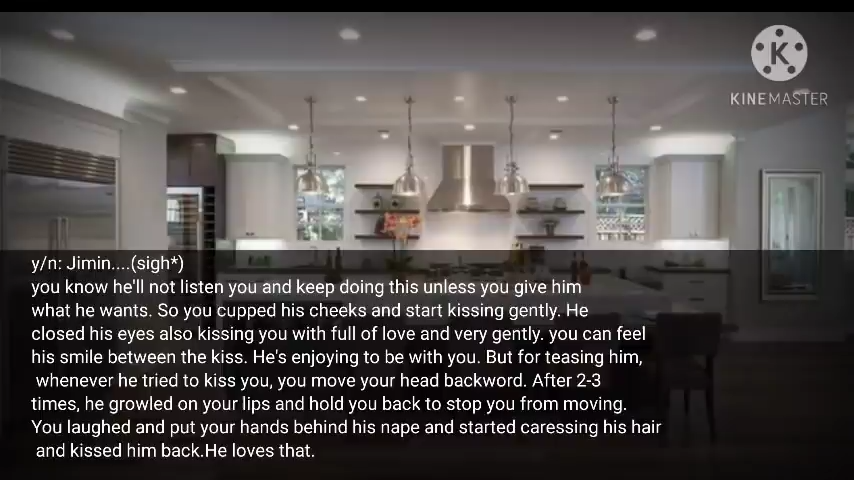 KINEMASTER
y/n: Jimin....(sigh*)
you know he'll not listen you and keep doing this unless you give him
what he wants. So you cupped his cheeks and start kissing gently. He
closed his eyes also kissing you with full of love and very gently. you can feel
his smile between the kiss. He's enjoying to be with you. But for teasing him,
whenever he tried to kiss you, you move your head backword. After 2-3
times, he growled on your lips and hold you back to stop you from moving.
You laughed and put your hands behind his nape and started caressing his hair
and kissed him back.He loves that.